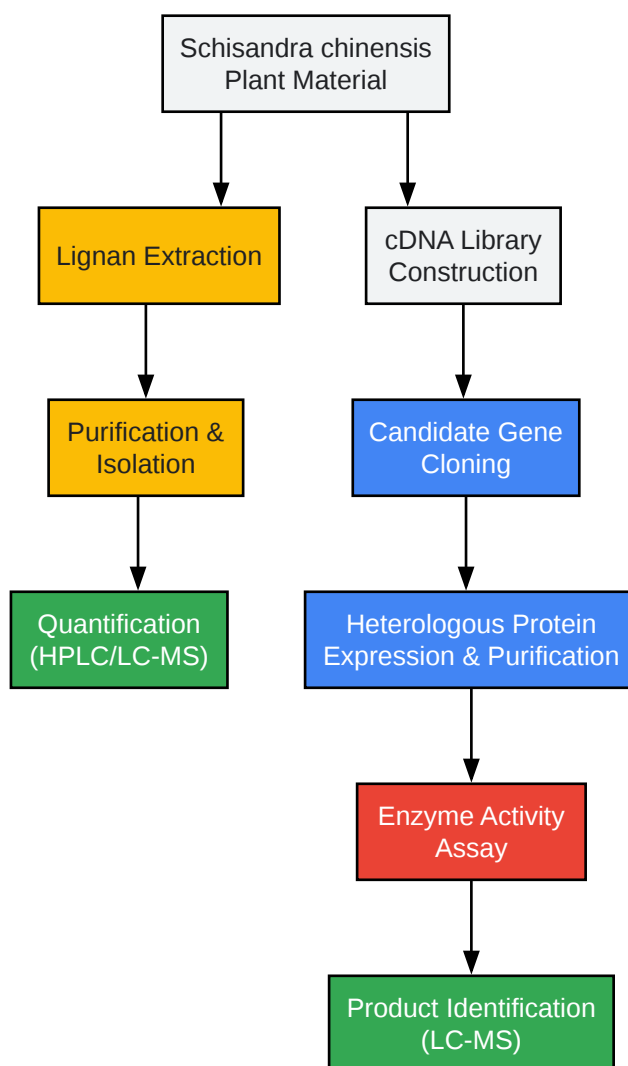 Schisandra chinensis
Plant Material
Lignan Extraction
cDNA Library
Construction
Purification &
Isolation
Candidate Gene
Cloning
Quantification
(HPLC/LC-MS)
Heterologous Protein
Expression & Purification
Enzyme Activity
Assay
Product Identification
(LC-MS)